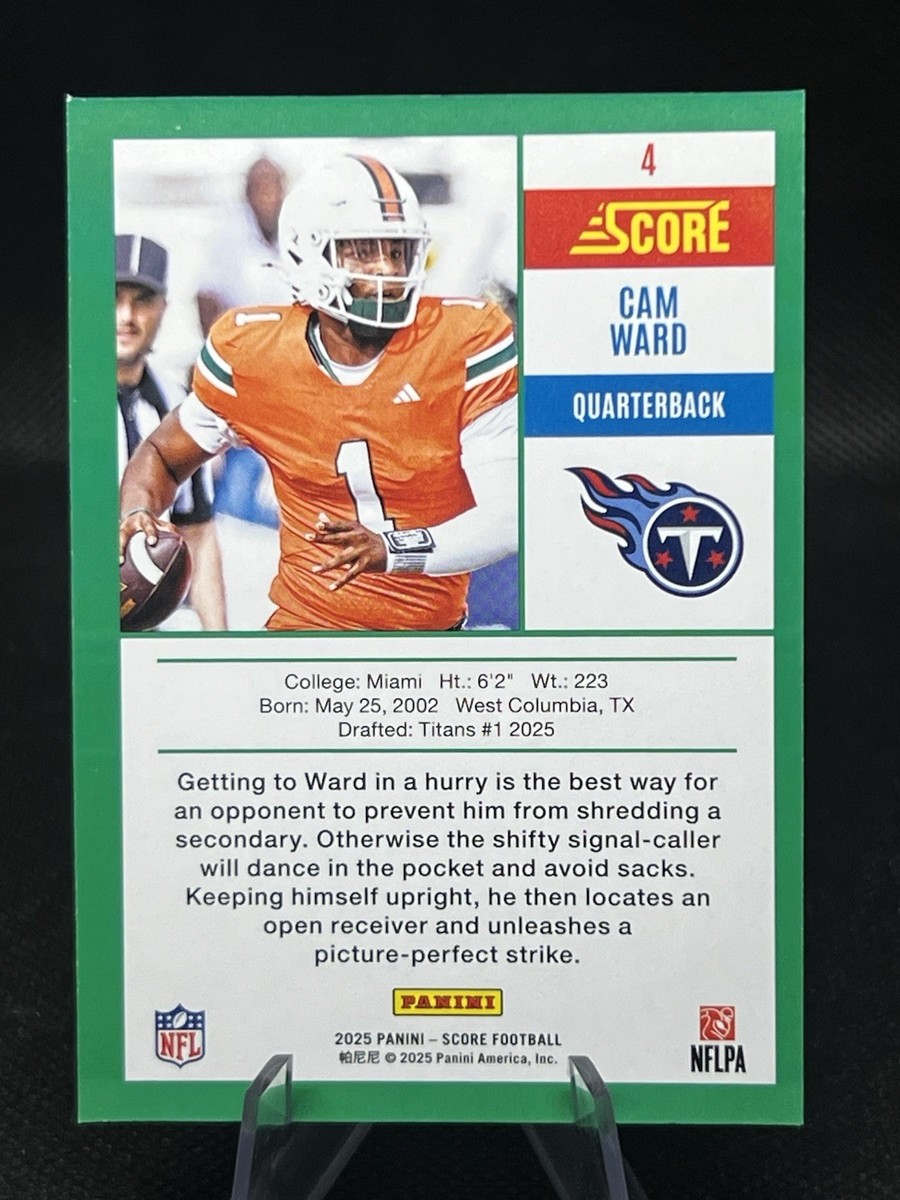 4
SCORE
CAM
WARD
QUARTERBACK
T
1
1
1
College: Miami Ht.: 6'2" Wt.: 223
Born: May 25, 2002 West Columbia, TX
Drafted: Titans #1 2025
Getting to Ward in a hurry is the best way for
an opponent to prevent him from shredding a
secondary. Otherwise the shifty signal-caller
will dance in the pocket and avoid sacks.
Keeping himself upright, he then locates an
open receiver and unleashes a
picture-perfect strike.
PANINI
NFL
2025 PANINI – SCORE FOOTBALL
帕尼尼 © 2025 Panini America, Inc.
NFLPA